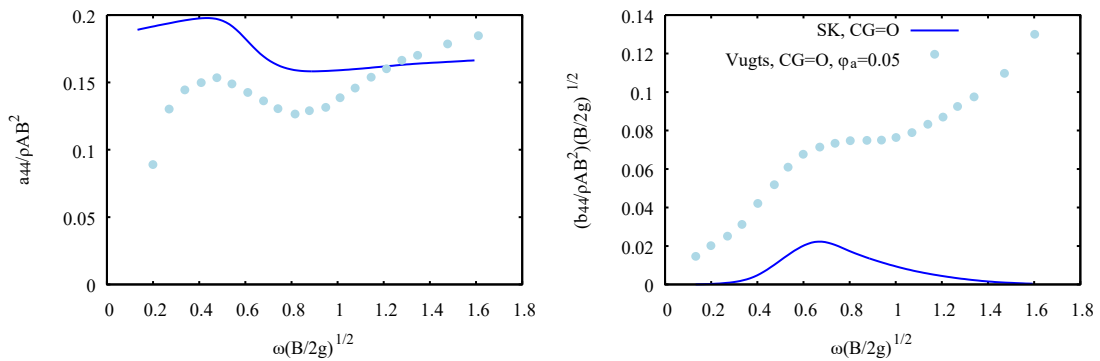 a44/ρAB²
0.2
0.15
0.1
0.05
0
0.2 0.4 0.6 0.8 1 1.2 1.4 1.6 1.8
ω(B/2g)^1/2
(b44/ρAB²)(B/2g)^1/2
0.14
0.12
0.1
0.08
0.06
0.04
0.02
0
0 0.2 0.4 0.6 0.8 1 1.2 1.4 1.6 1.8
ω(B/2g)^1/2
SK, CG=O
Vugts, CG=O, φa=0.05